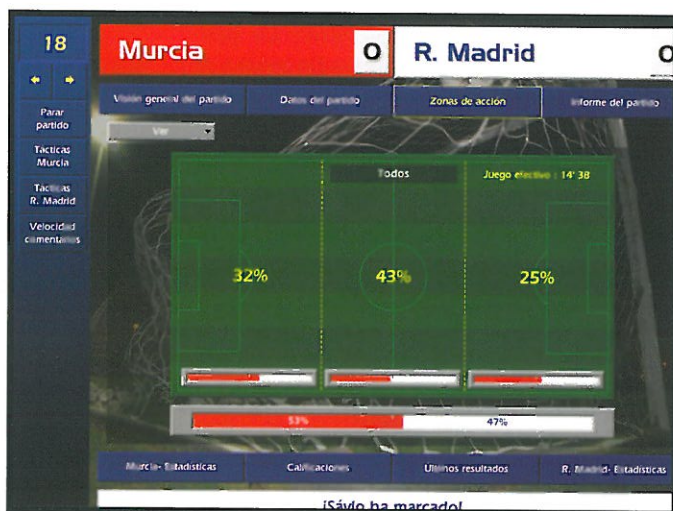 18
Murcia 0 R. Madrid 0
Visión general del partido Datos del partido Zonas de acción Informe del partido
Ver
Parar
partido
Tácticas
Murcia
Tácticas
R. Madrid
Velocidad
comentarios
Todos Juego efectivo : 14' 38
32% 43% 25%
53% 47%
Murcia- Estadísticas Calificaciones Ultimos resultados R. Madrid- Estadísticas
¡Sávio ha marcado!